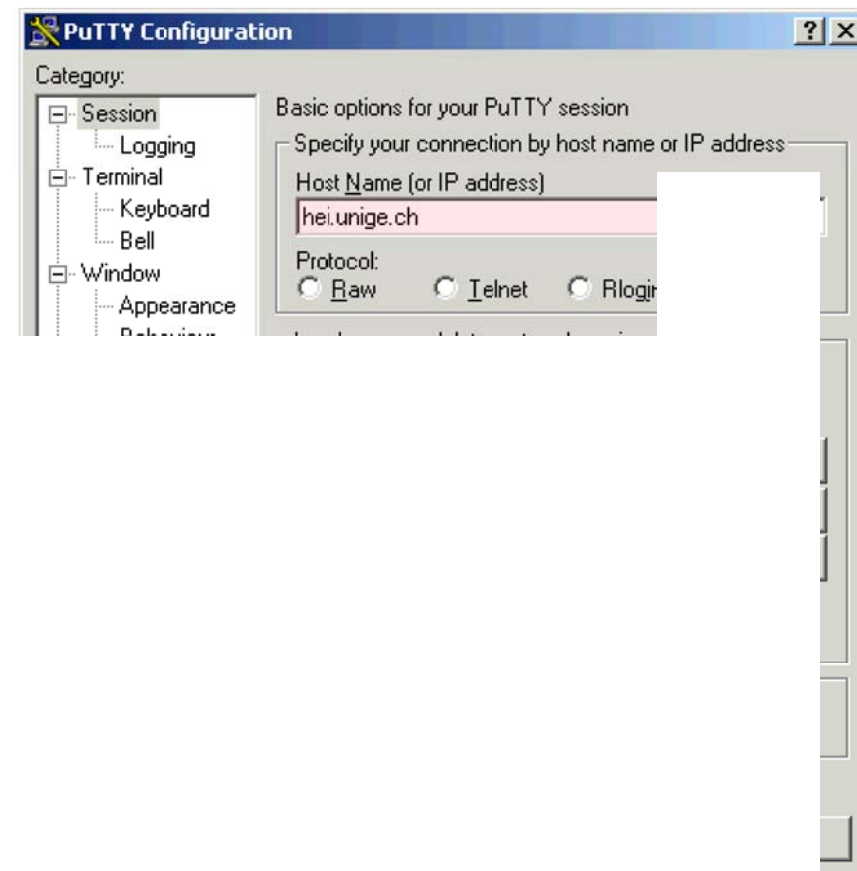 PuTTY Configuration
Category:
Session
Logging
Terminal
Keyboard
Bell
Window
Appearance
Basic options for your PuTTY session
Specify your connection by host name or IP address
Host Name (or IP address)
hei.unige.ch
Protocol:
Raw Telnet